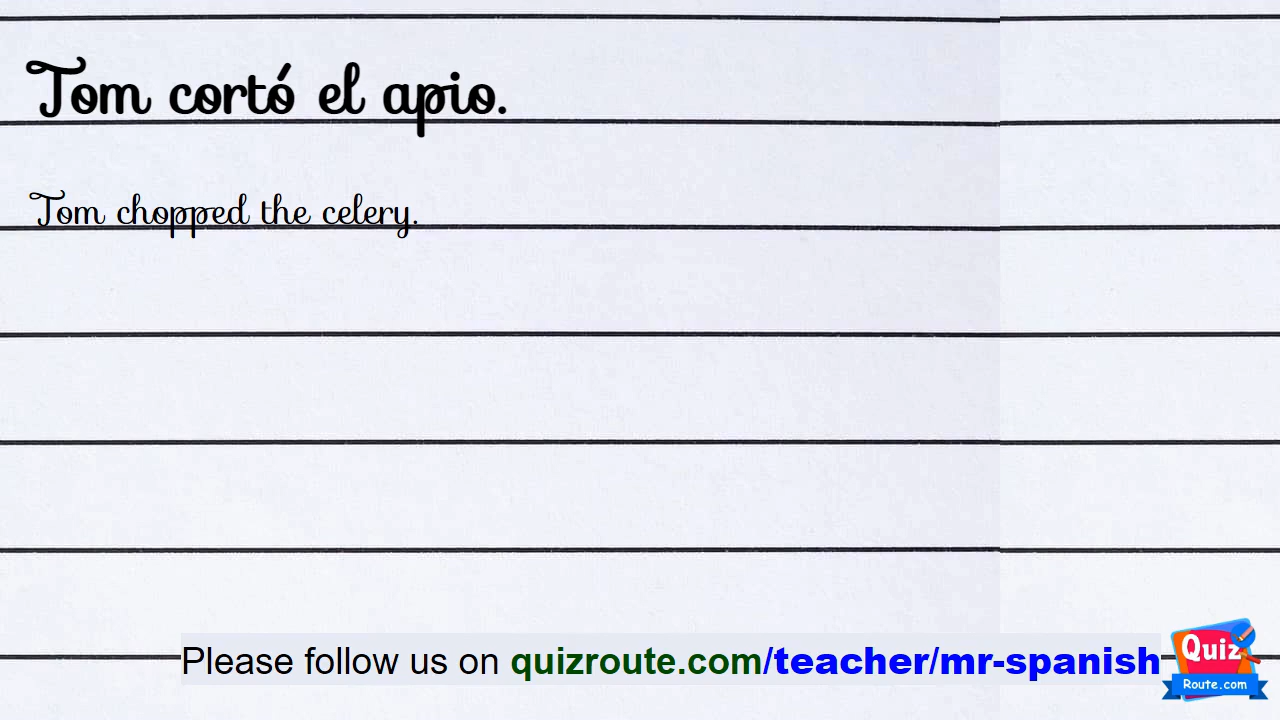 Tom cortó el apio.
Tom chopped the celery.
Please follow us on quizroute.com/teacher/mr-spanish
Quiz
Route.com